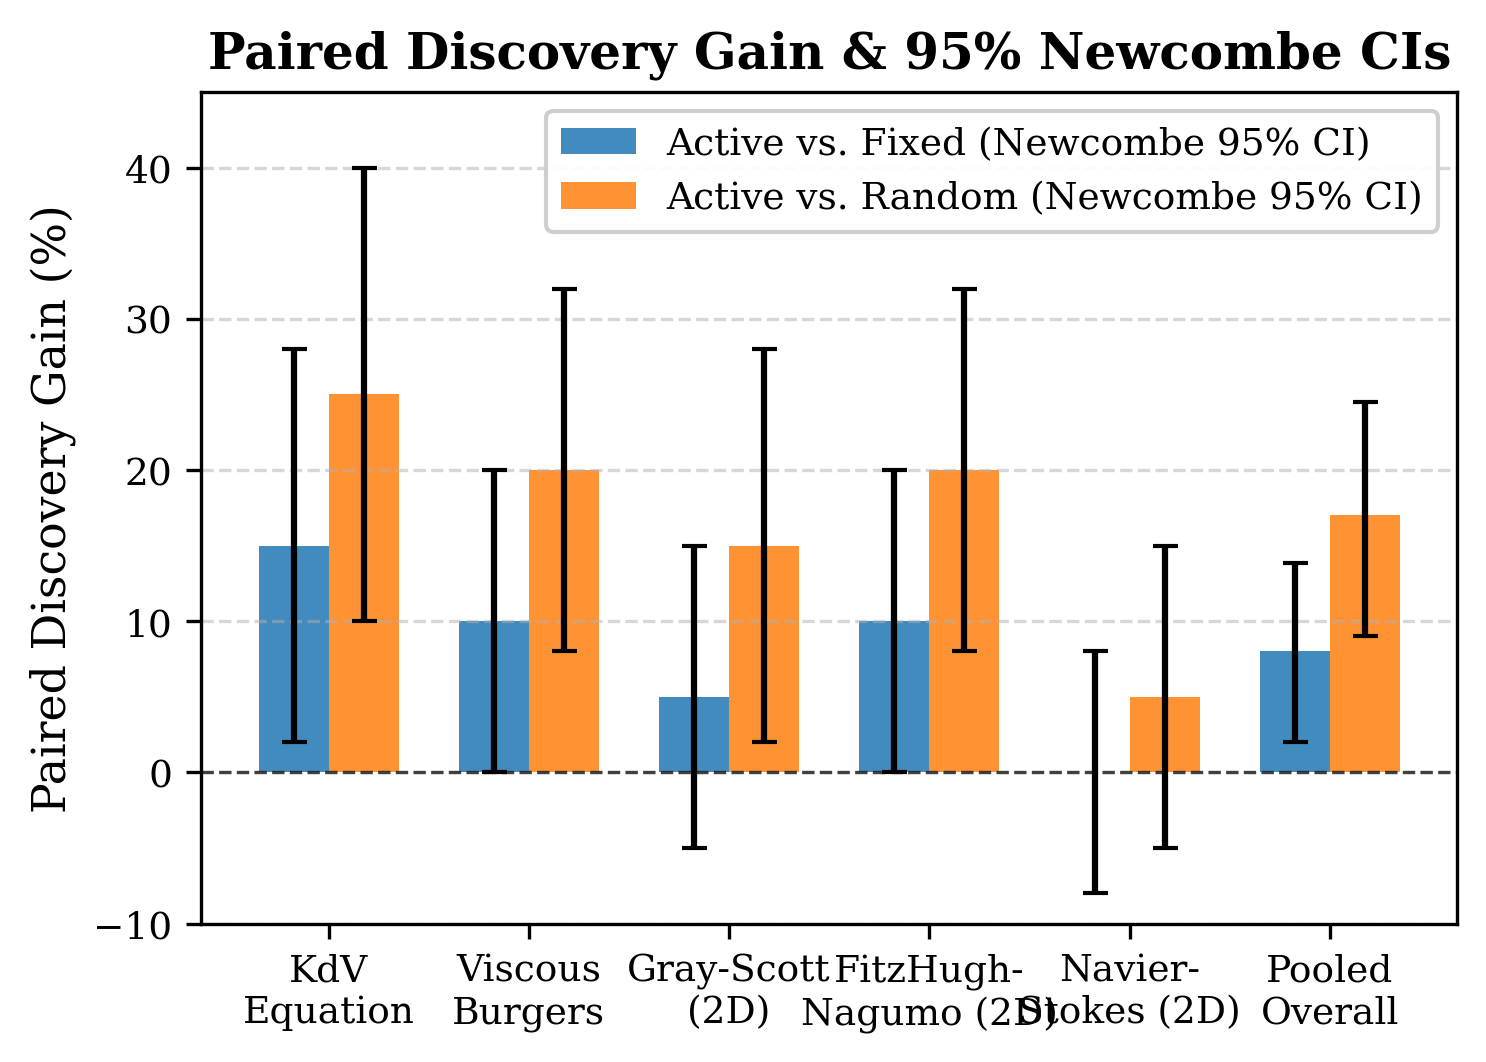 Paired Discovery Gain & 95% Newcombe CIs
Active vs. Fixed (Newcombe 95% CI)
Active vs. Random (Newcombe 95% CI)
Paired Discovery Gain (%)
40
30
20
10
0
−10
KdV
Equation
Viscous
Burgers
Gray-Scott
(2D)
FitzHugh-
Nagumo (2D)
Navier-
Stokes (2D)
Pooled
Overall